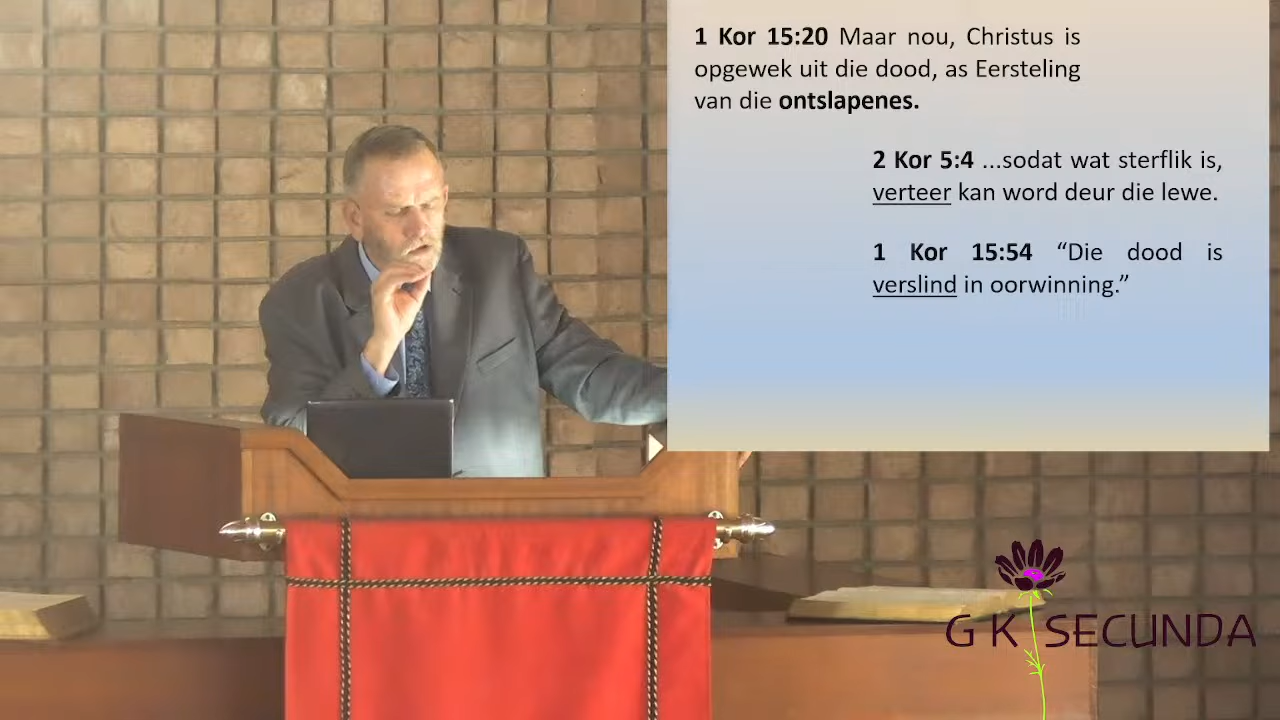 1 Kor 15:20 Maar nou, Christus is
opgewek uit die dood, as Eersteling
van die ontslapenes.
2 Kor 5:4 ...sodat wat sterflik is,
verteer kan word deur die lewe.
1 Kor 15:54 “Die dood is
verslind in oorwinning.”
G K SECUNDA